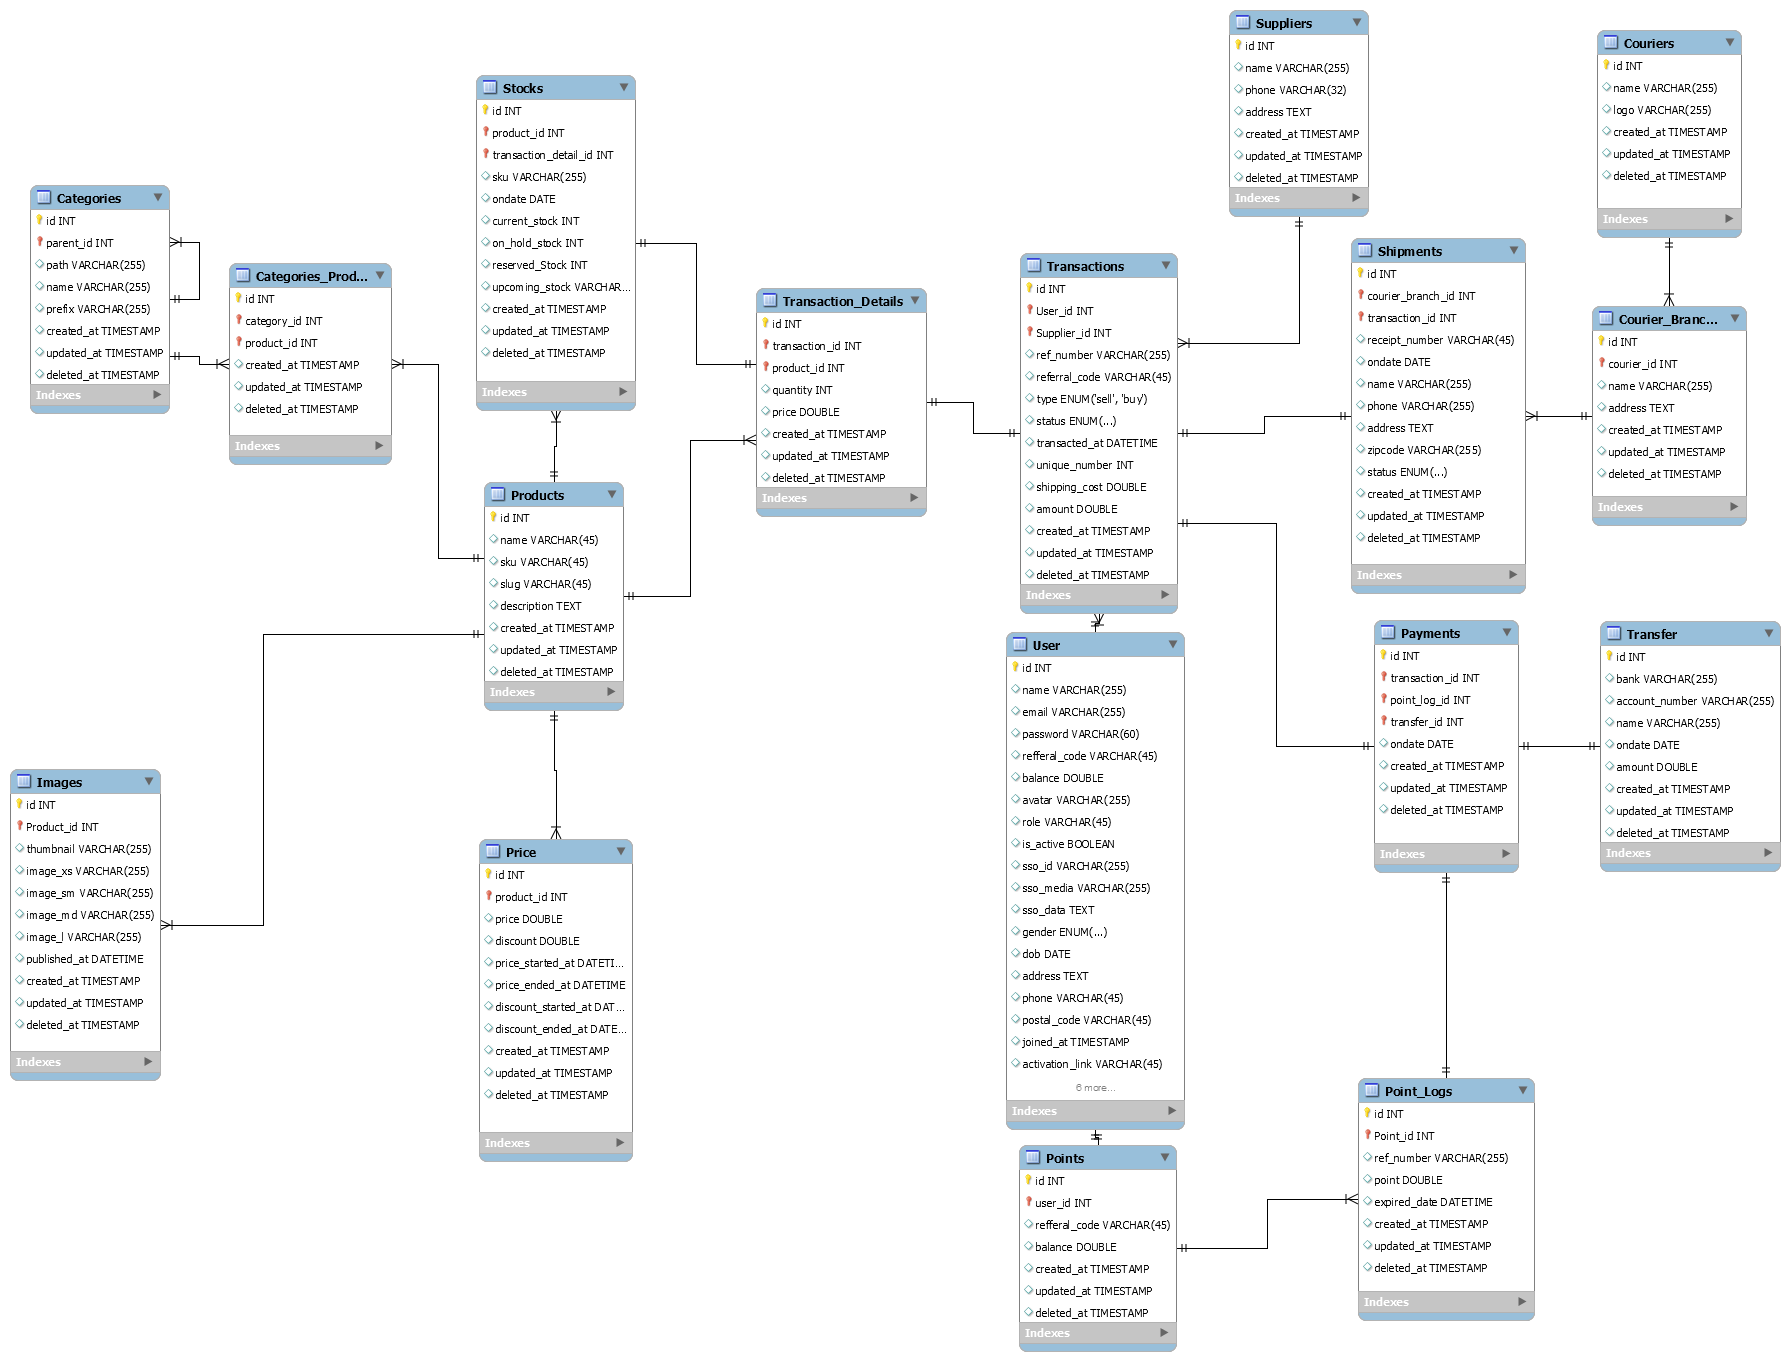 Suppliers
id INT
name VARCHAR(255)
phone VARCHAR(32)
address TEXT
created_at TIMESTAMP
updated_at TIMESTAMP
deleted_at TIMESTAMP
Indexes
Couriers
id INT
name VARCHAR(255)
logo VARCHAR(255)
created_at TIMESTAMP
updated_at TIMESTAMP
deleted_at TIMESTAMP
Indexes
Stocks
id INT
product_id INT
transaction_detail_id INT
sku VARCHAR(255)
ondate DATE
current_stock INT
on_hold_stock INT
reserved_Stock INT
upcoming_stock VARCHAR...
created_at TIMESTAMP
updated_at TIMESTAMP
deleted_at TIMESTAMP
Indexes
Categories
id INT
parent_id INT
path VARCHAR(255)
name VARCHAR(255)
prefix VARCHAR(255)
created_at TIMESTAMP
updated_at TIMESTAMP
deleted_at TIMESTAMP
Indexes
Categories_Prod...
id INT
category_id INT
product_id INT
created_at TIMESTAMP
updated_at TIMESTAMP
deleted_at TIMESTAMP
Indexes
Transaction_Details
id INT
transaction_id INT
product_id INT
quantity INT
price DOUBLE
created_at TIMESTAMP
updated_at TIMESTAMP
deleted_at TIMESTAMP
Indexes
Transactions
id INT
User_id INT
Supplier_id INT
ref_number VARCHAR(255)
referral_code VARCHAR(45)
type ENUM('sell', 'buy')
status ENUM(...)
transacted_at DATETIME
unique_number INT
shipping_cost DOUBLE
amount DOUBLE
created_at TIMESTAMP
updated_at TIMESTAMP
deleted_at TIMESTAMP
Indexes
Shipments
id INT
courier_branch_id INT
transaction_id INT
receipt_number VARCHAR(45)
ondate DATE
name VARCHAR(255)
phone VARCHAR(255)
address TEXT
zipcode VARCHAR(255)
status ENUM(...)
created_at TIMESTAMP
updated_at TIMESTAMP
deleted_at TIMESTAMP
Indexes
Courier_Branc...
id INT
courier_id INT
name VARCHAR(255)
address TEXT
created_at TIMESTAMP
updated_at TIMESTAMP
deleted_at TIMESTAMP
Indexes
Products
id INT
name VARCHAR(45)
sku VARCHAR(45)
slug VARCHAR(45)
description TEXT
created_at TIMESTAMP
updated_at TIMESTAMP
deleted_at TIMESTAMP
Indexes
User
id INT
name VARCHAR(255)
email VARCHAR(255)
password VARCHAR(60)
refferal_code VARCHAR(45)
balance DOUBLE
avatar VARCHAR(255)
role VARCHAR(45)
is_active BOOLEAN
sso_id VARCHAR(255)
sso_media VARCHAR(255)
sso_data TEXT
gender ENUM(...)
dob DATE
address TEXT
phone VARCHAR(45)
postal_code VARCHAR(45)
joined_at TIMESTAMP
activation_link VARCHAR(45)
6 more...
Indexes
Payments
id INT
transaction_id INT
point_log_id INT
transfer_id INT
ondate DATE
created_at TIMESTAMP
updated_at TIMESTAMP
deleted_at TIMESTAMP
Indexes
Transfer
id INT
bank VARCHAR(255)
account_number VARCHAR(255)
name VARCHAR(255)
ondate DATE
amount DOUBLE
created_at TIMESTAMP
updated_at TIMESTAMP
deleted_at TIMESTAMP
Indexes
Images
id INT
Product_id INT
thumbnail VARCHAR(255)
image_xs VARCHAR(255)
image_sm VARCHAR(255)
image_md VARCHAR(255)
image_l VARCHAR(255)
published_at DATETIME
created_at TIMESTAMP
updated_at TIMESTAMP
deleted_at TIMESTAMP
Indexes
Price
id INT
product_id INT
price DOUBLE
discount DOUBLE
price_started_at DATETI...
price_ended_at DATETIME
discount_started_at DAT...
discount_ended_at DATE...
created_at TIMESTAMP
updated_at TIMESTAMP
deleted_at TIMESTAMP
Indexes
Points
id INT
user_id INT
refferal_code VARCHAR(45)
balance DOUBLE
created_at TIMESTAMP
updated_at TIMESTAMP
deleted_at TIMESTAMP
Indexes
Point_Logs
id INT
Point_id INT
ref_number VARCHAR(255)
point DOUBLE
expired_date DATETIME
created_at TIMESTAMP
updated_at TIMESTAMP
deleted_at TIMESTAMP
Indexes